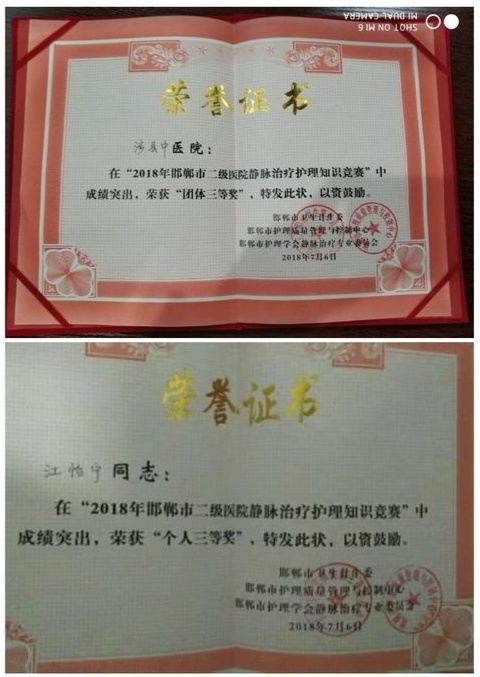 SHOT ON MI 6
MI DUAL CAMERA
荣誉证书
涉县中医院：
在“2018年邯郸市二级医院静脉治疗护理知识竞赛”中
成绩突出，荣获“团体三等奖”，特发此状，以资鼓励。
邯郸市卫生计生委
邯郸市护理质量管理与控制中心
邯郸市护理学会静脉治疗专业委员会
2018年7月6日
荣誉证书
江怡宁同志：
在“2018年邯郸市二级医院静脉治疗护理知识竞赛”中
成绩突出，荣获“个人三等奖”，特发此状，以资鼓励。
邯郸市卫生计生委
邯郸市护理质量管理与控制中心
邯郸市护理学会静脉治疗专业委员会
2018年7月6日